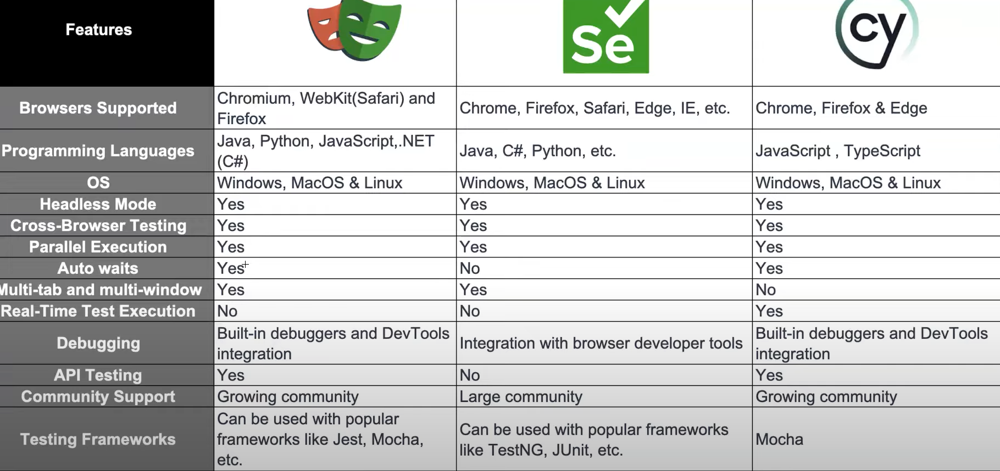 Features
Se
cy
Browsers Supported
Chromium, WebKit(Safari) and
Firefox
Chrome, Firefox, Safari, Edge, IE, etc.
Chrome, Firefox & Edge
Programming Languages
Java, Python, JavaScript,.NET
(C#)
Java, C#, Python, etc.
JavaScript , TypeScript
OS
Windows, MacOS & Linux
Windows, MacOS & Linux
Windows, MacOS & Linux
Headless Mode
Yes
Yes
Yes
Cross-Browser Testing
Yes
Yes
Yes
Parallel Execution
Yes
Yes
Yes
Auto waits
Yes
No
Yes
Multi-tab and multi-window
Yes
Yes
No
Real-Time Test Execution
No
No
Yes
Debugging
Built-in debuggers and DevTools
integration
Integration with browser developer tools
Built-in debuggers and DevTools
integration
API Testing
Yes
No
Yes
Community Support
Growing community
Large community
Growing community
Testing Frameworks
Can be used with popular
frameworks like Jest, Mocha,
etc.
Can be used with popular frameworks
like TestNG, JUnit, etc.
Mocha